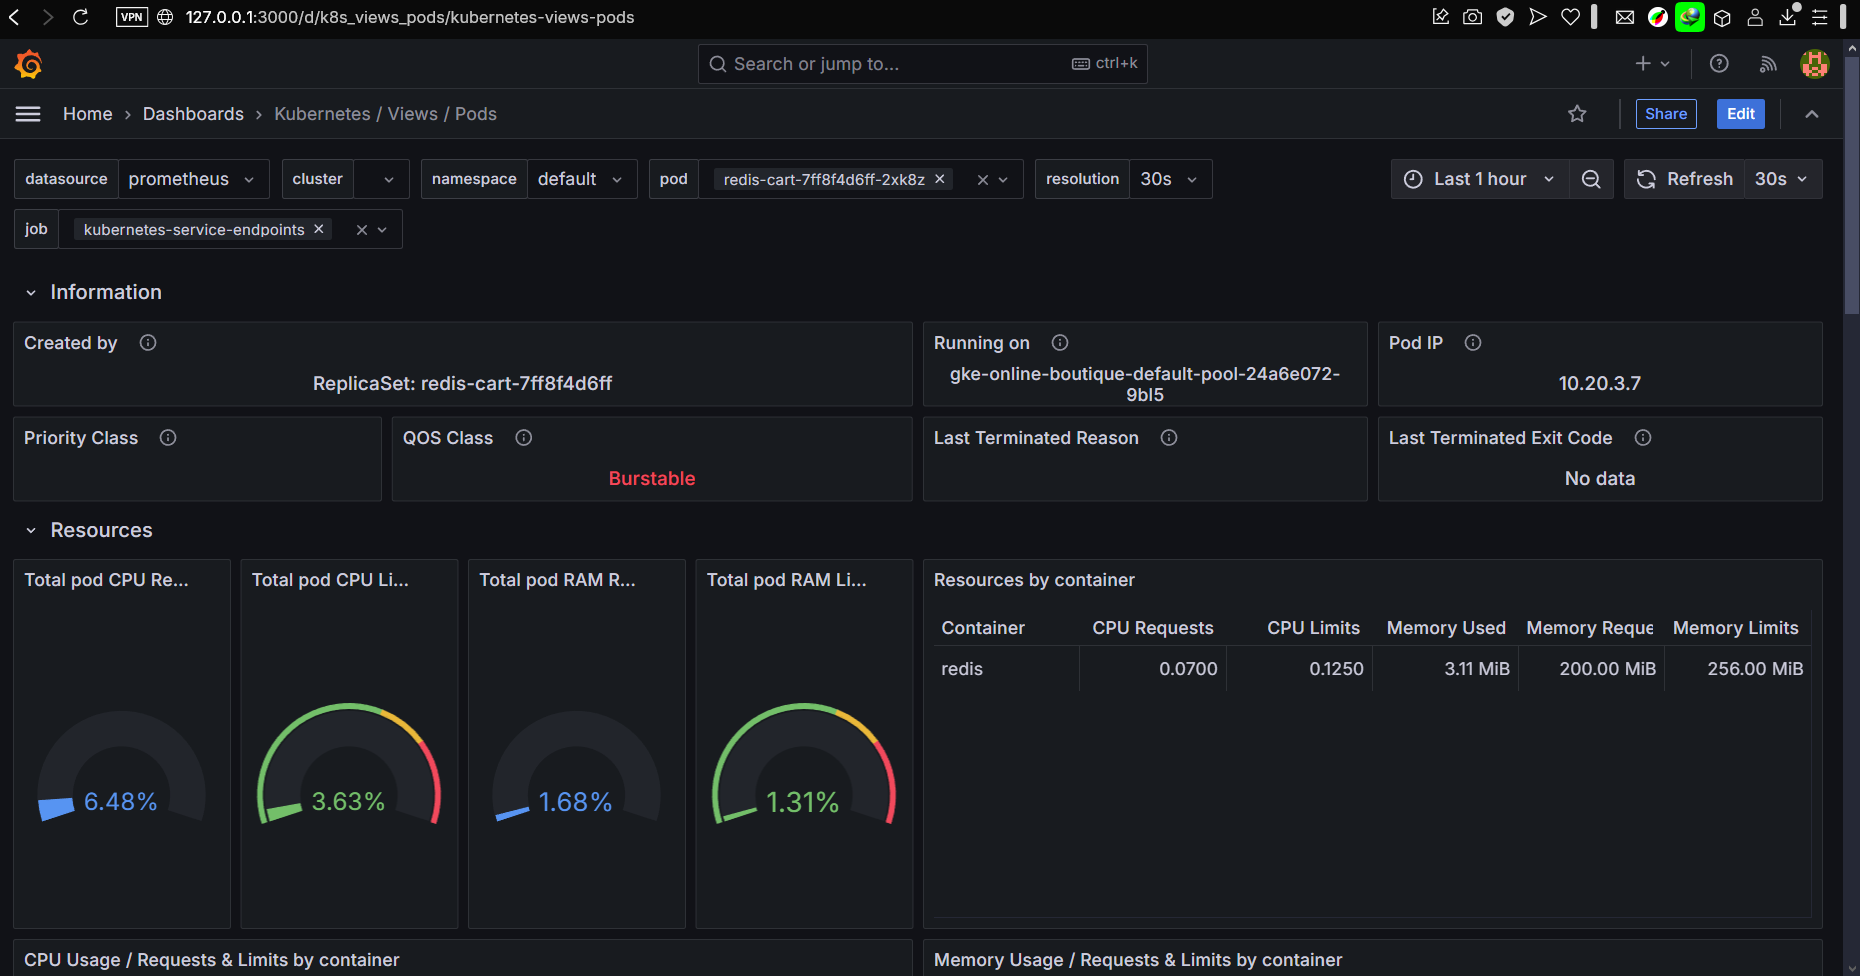 VPN 127.0.0.1:3000/d/k8s_views_pods/kubernetes-views-pods
Search or jump to... ctrl+k
Home › Dashboards › Kubernetes / Views / Pods Share Edit
datasource prometheus cluster namespace default pod redis-cart-7ff8f4d6ff-2xk8z resolution 30s Last 1 hour Refresh 30s
job kubernetes-service-endpoints
Information
Created by
ReplicaSet: redis-cart-7ff8f4d6ff
Running on
gke-online-boutique-default-pool-24a6e072-
9bl5
Pod IP
10.20.3.7
Priority Class
QOS Class
Burstable
Last Terminated Reason
Last Terminated Exit Code
No data
Resources
Total pod CPU Re...
6.48%
Total pod CPU Li...
3.63%
Total pod RAM R...
1.68%
Total pod RAM Li...
1.31%
Resources by container
Container CPU Requests CPU Limits Memory Used Memory Reque Memory Limits
redis 0.0700 0.1250 3.11 MiB 200.00 MiB 256.00 MiB
CPU Usage / Requests & Limits by container
Memory Usage / Requests & Limits by container